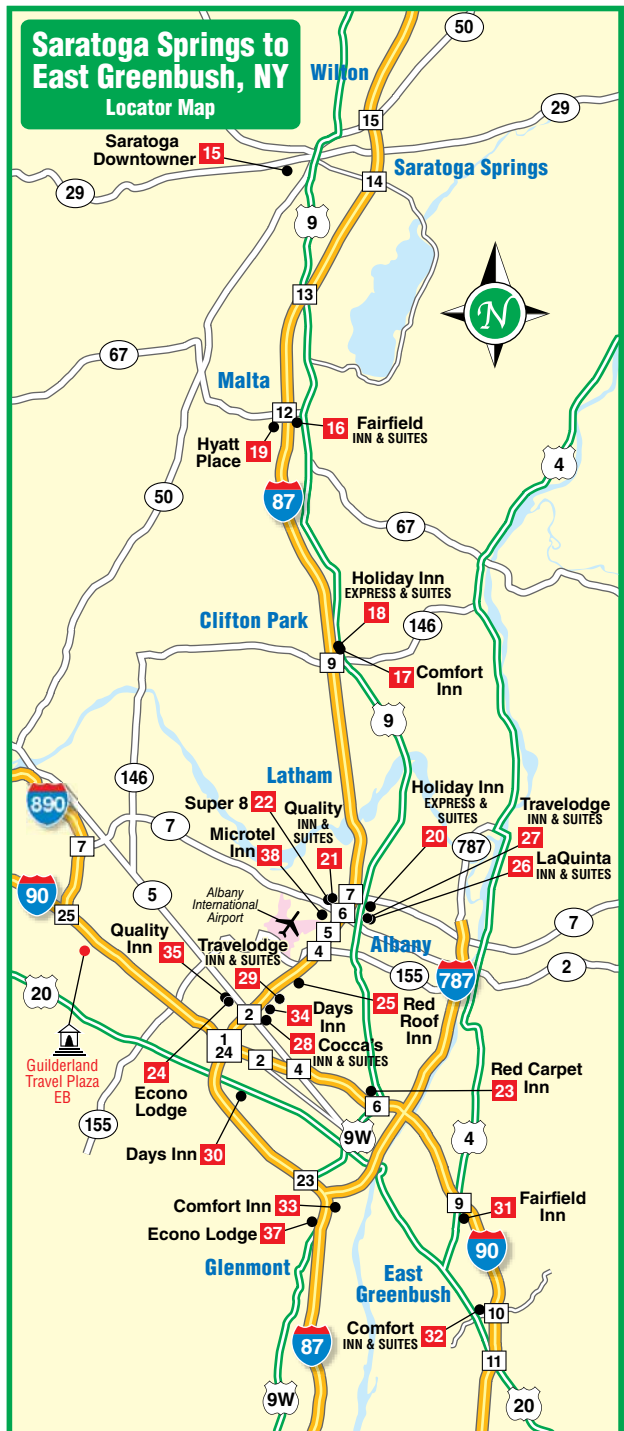 Saratoga Springs to
East Greenbush, NY
Locator Map
50
Wilton
50
29
15
Saratoga
Downtowner
15
Saratoga Springs
14
29
9
N
13
67
Malta
12
16
Fairfield
INN & SUITES
Hyatt
Place
19
4
87
50
67
Holiday Inn
EXPRESS & SUITES
18
Clifton Park
146
9
17
Comfort
Inn
9
Latham
146
890
Super 8
22
Quality
INN &
SUITES
21
Holiday Inn
EXPRESS &
SUITES
20
Travelodge
INN & SUITES
27
7
Microtel
Inn
38
787
26
LaQuinta
INN & SUITES
7
5
90
7
25
Albany
International
Airport
6
5
7
Quality
Inn
35
4
Albany
Travelodge
INN & SUITES
29
155
2
787
20
34
Days
Inn
25
Red
Roof
Inn
2
28
Cocca's
INN & SUITES
1
24
2
4
Guilderland
Travel Plaza
EB
24
Econo
Lodge
Red Carpet
Inn
23
6
155
9W
4
Days Inn
30
23
9
31
Fairfield
Inn
Comfort Inn
33
Econo Lodge
37
90
Glenmont
East
Greenbush
10
Comfort
INN & SUITES
32
87
11
9W
20